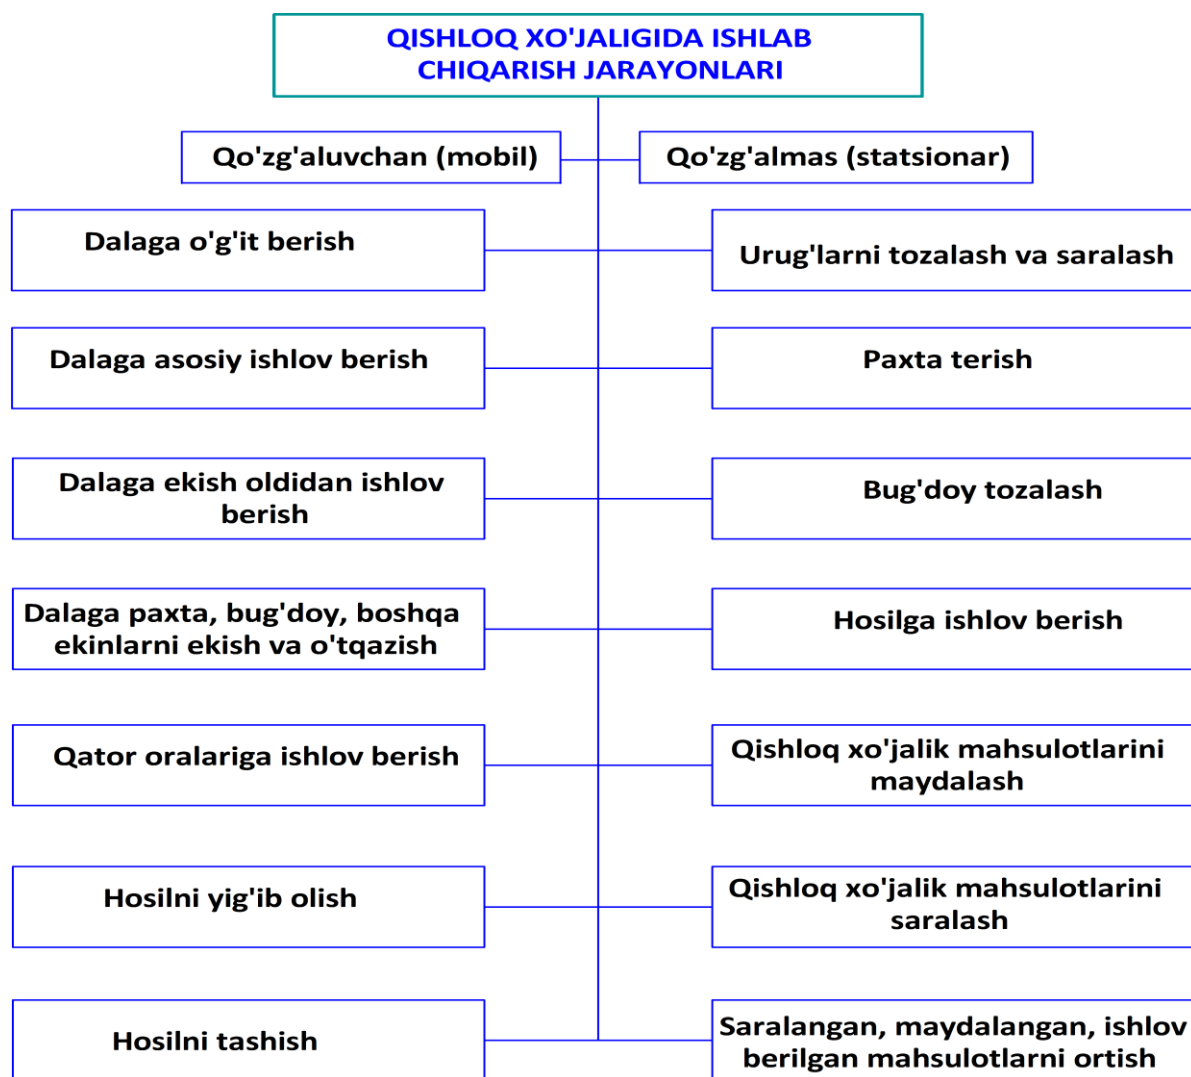 QISHLOQ XO'JALIGIDA ISHLAB
CHIQARISH JARAYONLARI
Qo'zg'aluvchan (mobil)
Qo'zg'almas (statsionar)
Dalaga o'g'it berish
Urug'larni tozalash va saralash
Dalaga asosiy ishlov berish
Paxta terish
Dalaga ekish oldidan ishlov
berish
Bug'doy tozalash
Dalaga paxta, bug'doy, boshqa
ekinlarni ekish va o'tqazish
Hosilga ishlov berish
Qator oralariga ishlov berish
Qishloq xo'jalik mahsulotlarini
maydalash
Hosilni yig'ib olish
Qishloq xo'jalik mahsulotlarini
saralash
Hosilni tashish
Saralangan, maydalangan, ishlov
berilgan mahsulotlarni ortish